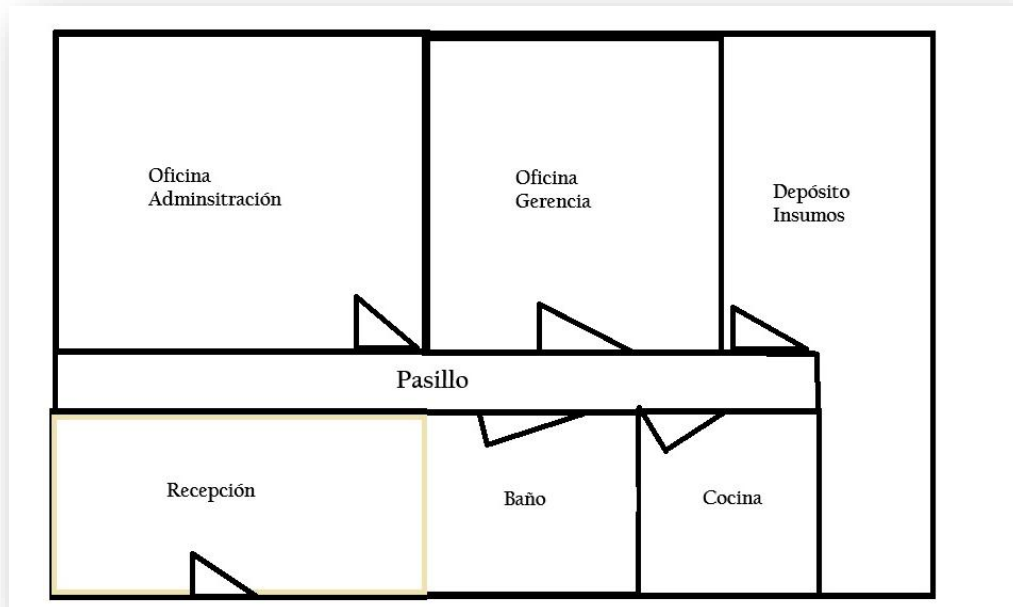 Oficina
Adminsitración
Oficina
Gerencia
Depósito
Insumos
Pasillo
Recepción
Baño
Cocina